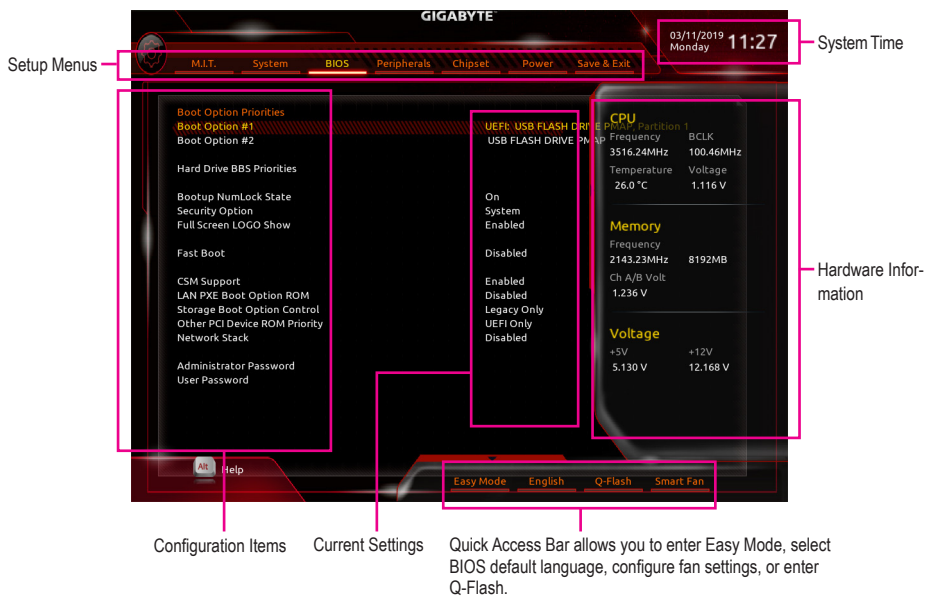 GIGABYTE™
03/11/2019
Monday
11:27
System Time
Setup Menus
M.I.T. System BIOS Peripherals Chipset Power Save & Exit
Boot Option Priorities
Boot Option #1 UEFI: USB FLASH DRIVE PMAP, Partition 1
Boot Option #2 USB FLASH DRIVE PMAP
Hard Drive BBS Priorities
Bootup NumLock State On
Security Option System
Full Screen LOGO Show Enabled
Fast Boot Disabled
CSM Support Enabled
LAN PXE Boot Option ROM Disabled
Storage Boot Option Control Legacy Only
Other PCI Device ROM Priority UEFI Only
Network Stack Disabled
Administrator Password
User Password
CPU
Frequency BCLK
3516.24MHz 100.46MHz
Temperature Voltage
26.0 °C 1.116 V
Memory
Frequency
2143.23MHz 8192MB
Ch A/B Volt
1.236 V
Voltage
+5V +12V
5.130 V 12.168 V
Hardware Infor-
mation
Alt Help
Easy Mode English Q-Flash Smart Fan
Configuration Items
Current Settings
Quick Access Bar allows you to enter Easy Mode, select
BIOS default language, configure fan settings, or enter
Q-Flash.